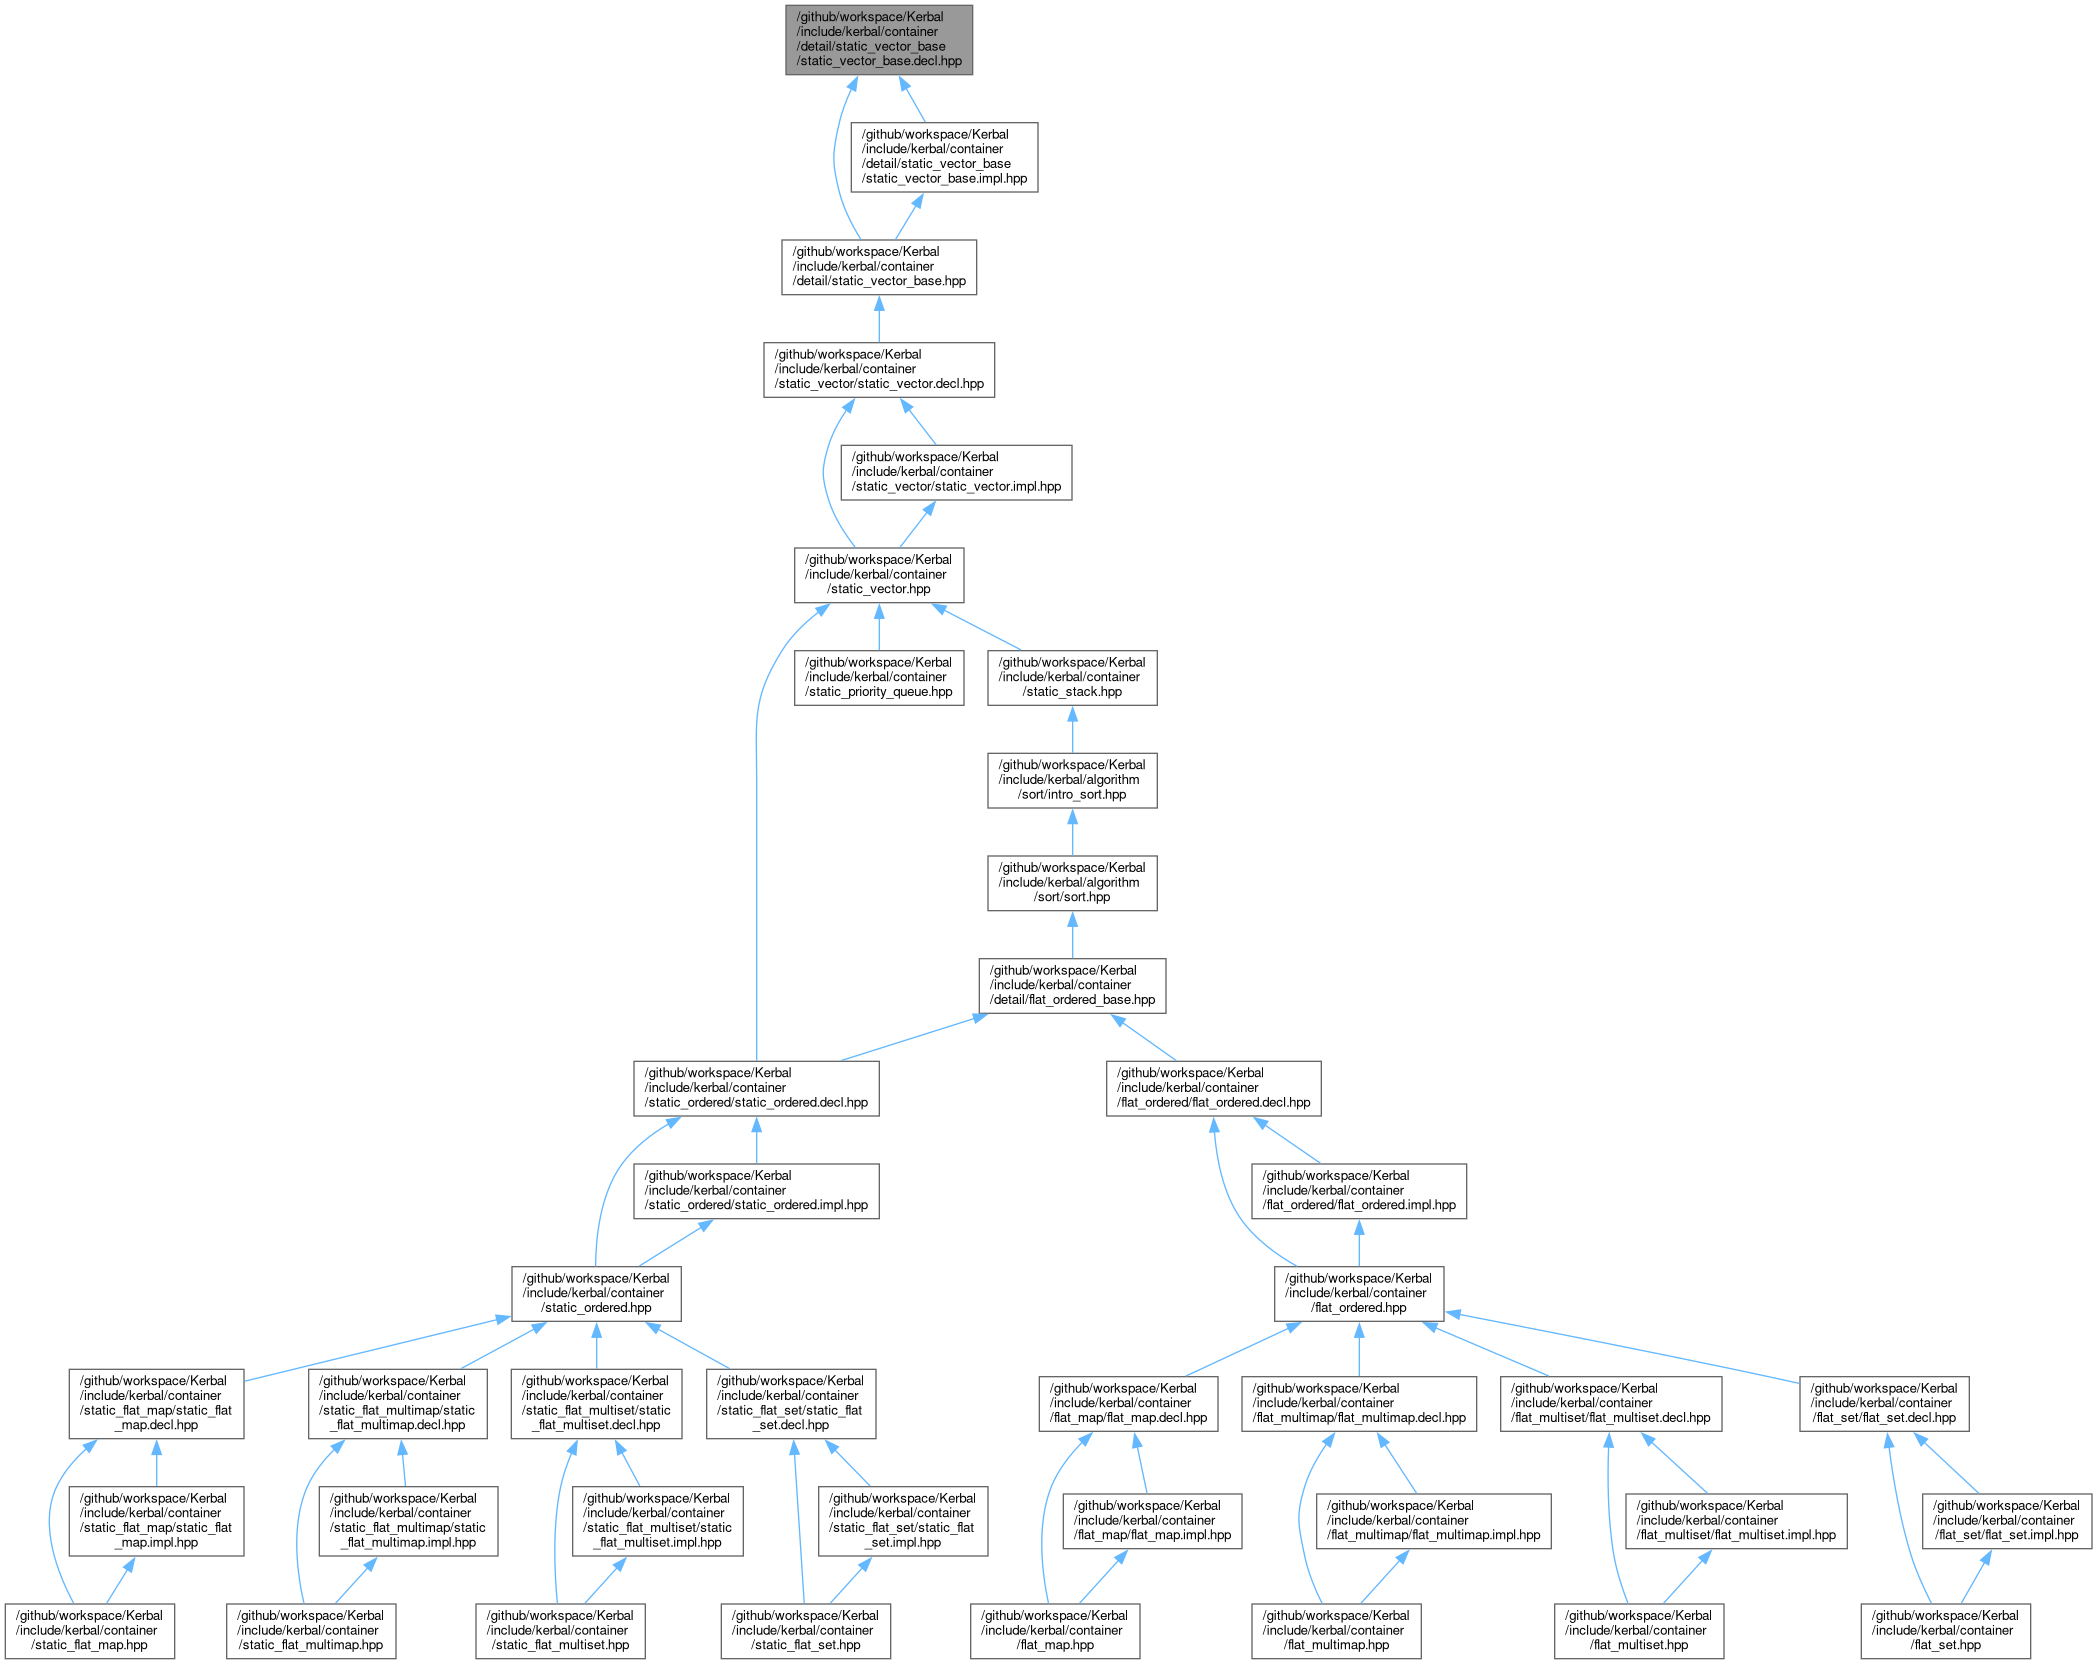 /github/workspace/Kerbal
/include/kerbal/container
/detail/static_vector_base
/static_vector_base.decl.hpp
/github/workspace/Kerbal
/include/kerbal/container
/detail/static_vector_base
/static_vector_base.impl.hpp
/github/workspace/Kerbal
/include/kerbal/container
/detail/static_vector_base.hpp
/github/workspace/Kerbal
/include/kerbal/container
/static_vector/static_vector.decl.hpp
/github/workspace/Kerbal
/include/kerbal/container
/static_vector/static_vector.impl.hpp
/github/workspace/Kerbal
/include/kerbal/container
/static_vector.hpp
/github/workspace/Kerbal
/include/kerbal/container
/static_priority_queue.hpp
/github/workspace/Kerbal
/include/kerbal/container
/static_stack.hpp
/github/workspace/Kerbal
/include/kerbal/algorithm
/sort/intro_sort.hpp
/github/workspace/Kerbal
/include/kerbal/algorithm
/sort/sort.hpp
/github/workspace/Kerbal
/include/kerbal/container
/detail/flat_ordered_base.hpp
/github/workspace/Kerbal
/include/kerbal/container
/static_ordered/static_ordered.decl.hpp
/github/workspace/Kerbal
/include/kerbal/container
/flat_ordered/flat_ordered.decl.hpp
/github/workspace/Kerbal
/include/kerbal/container
/static_ordered/static_ordered.impl.hpp
/github/workspace/Kerbal
/include/kerbal/container
/flat_ordered/flat_ordered.impl.hpp
/github/workspace/Kerbal
/include/kerbal/container
/static_ordered.hpp
/github/workspace/Kerbal
/include/kerbal/container
/flat_ordered.hpp
/github/workspace/Kerbal
/include/kerbal/container
/static_flat_map/static_flat
_map.decl.hpp
/github/workspace/Kerbal
/include/kerbal/container
/static_flat_multimap/static
_flat_multimap.decl.hpp
/github/workspace/Kerbal
/include/kerbal/container
/static_flat_multiset/static
_flat_multiset.decl.hpp
/github/workspace/Kerbal
/include/kerbal/container
/static_flat_set/static_flat
_set.decl.hpp
/github/workspace/Kerbal
/include/kerbal/container
/flat_map/flat_map.decl.hpp
/github/workspace/Kerbal
/include/kerbal/container
/flat_multimap/flat_multimap.decl.hpp
/github/workspace/Kerbal
/include/kerbal/container
/flat_multiset/flat_multiset.decl.hpp
/github/workspace/Kerbal
/include/kerbal/container
/flat_set/flat_set.decl.hpp
/github/workspace/Kerbal
/include/kerbal/container
/static_flat_map/static_flat
_map.impl.hpp
/github/workspace/Kerbal
/include/kerbal/container
/static_flat_multimap/static
_flat_multimap.impl.hpp
/github/workspace/Kerbal
/include/kerbal/container
/static_flat_multiset/static
_flat_multiset.impl.hpp
/github/workspace/Kerbal
/include/kerbal/container
/static_flat_set/static_flat
_set.impl.hpp
/github/workspace/Kerbal
/include/kerbal/container
/flat_map/flat_map.impl.hpp
/github/workspace/Kerbal
/include/kerbal/container
/flat_multimap/flat_multimap.impl.hpp
/github/workspace/Kerbal
/include/kerbal/container
/flat_multiset/flat_multiset.impl.hpp
/github/workspace/Kerbal
/include/kerbal/container
/flat_set/flat_set.impl.hpp
/github/workspace/Kerbal
/include/kerbal/container
/static_flat_map.hpp
/github/workspace/Kerbal
/include/kerbal/container
/static_flat_multimap.hpp
/github/workspace/Kerbal
/include/kerbal/container
/static_flat_multiset.hpp
/github/workspace/Kerbal
/include/kerbal/container
/static_flat_set.hpp
/github/workspace/Kerbal
/include/kerbal/container
/flat_map.hpp
/github/workspace/Kerbal
/include/kerbal/container
/flat_multimap.hpp
/github/workspace/Kerbal
/include/kerbal/container
/flat_multiset.hpp
/github/workspace/Kerbal
/include/kerbal/container
/flat_set.hpp